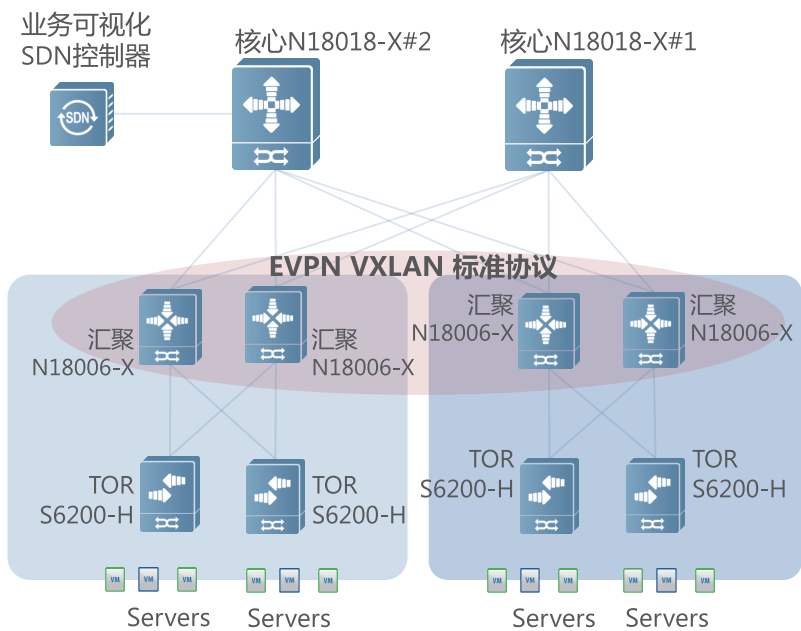 业务可视化
SDN控制器
核心N18018-X#2
核心N18018-X#1
SDN
EVPN VXLAN 标准协议
汇聚
N18006-X
汇聚
N18006-X
汇聚
N18006-X
汇聚
N18006-X
TOR
S6200-H
TOR
S6200-H
TOR
S6200-H
TOR
S6200-H
VM VM VM VM VM VM VM VM VM VM VM VM
Servers Servers Servers Servers